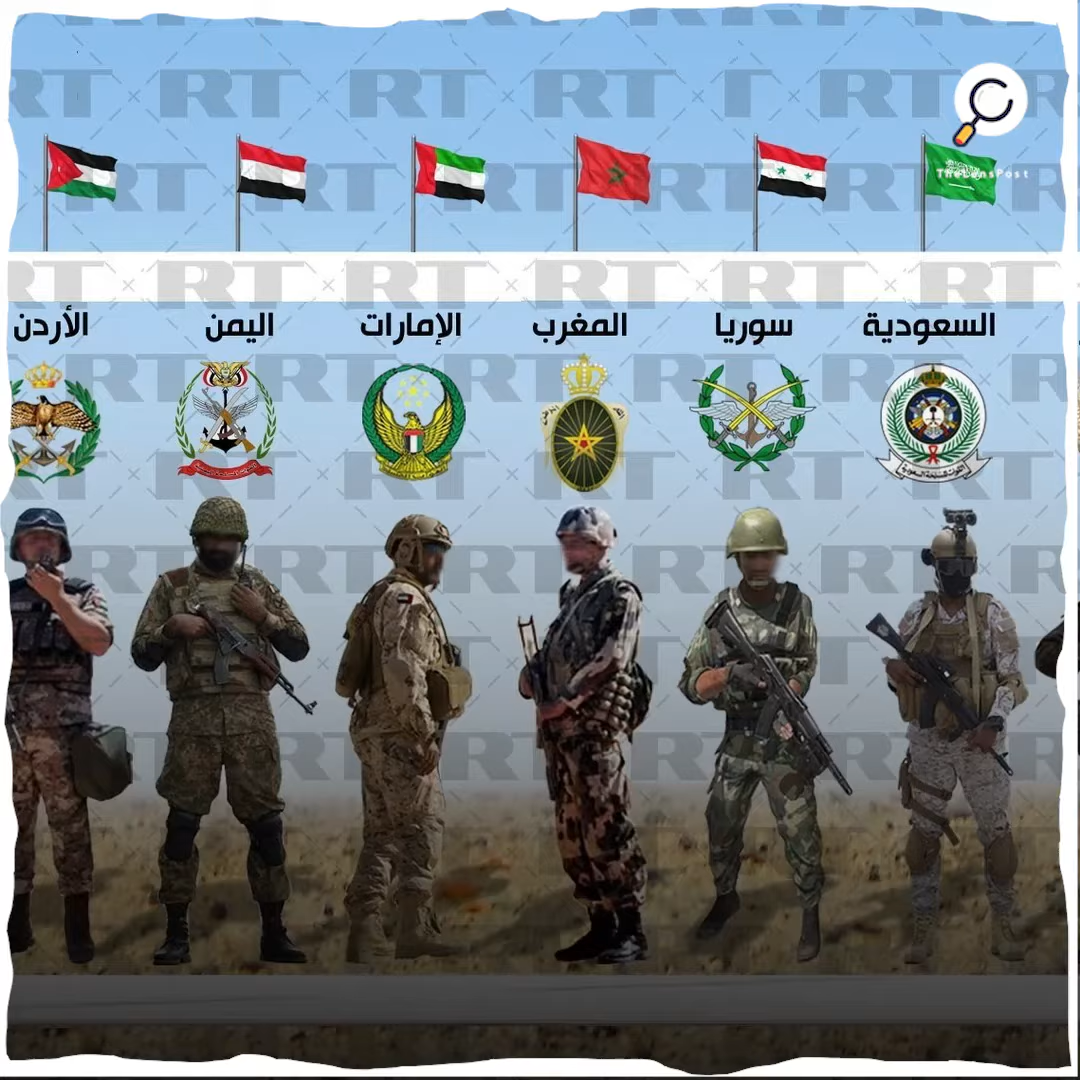 TheLensPost
السعودية
سوريا
المغرب
الإمارات
اليمن
الأردن
RT